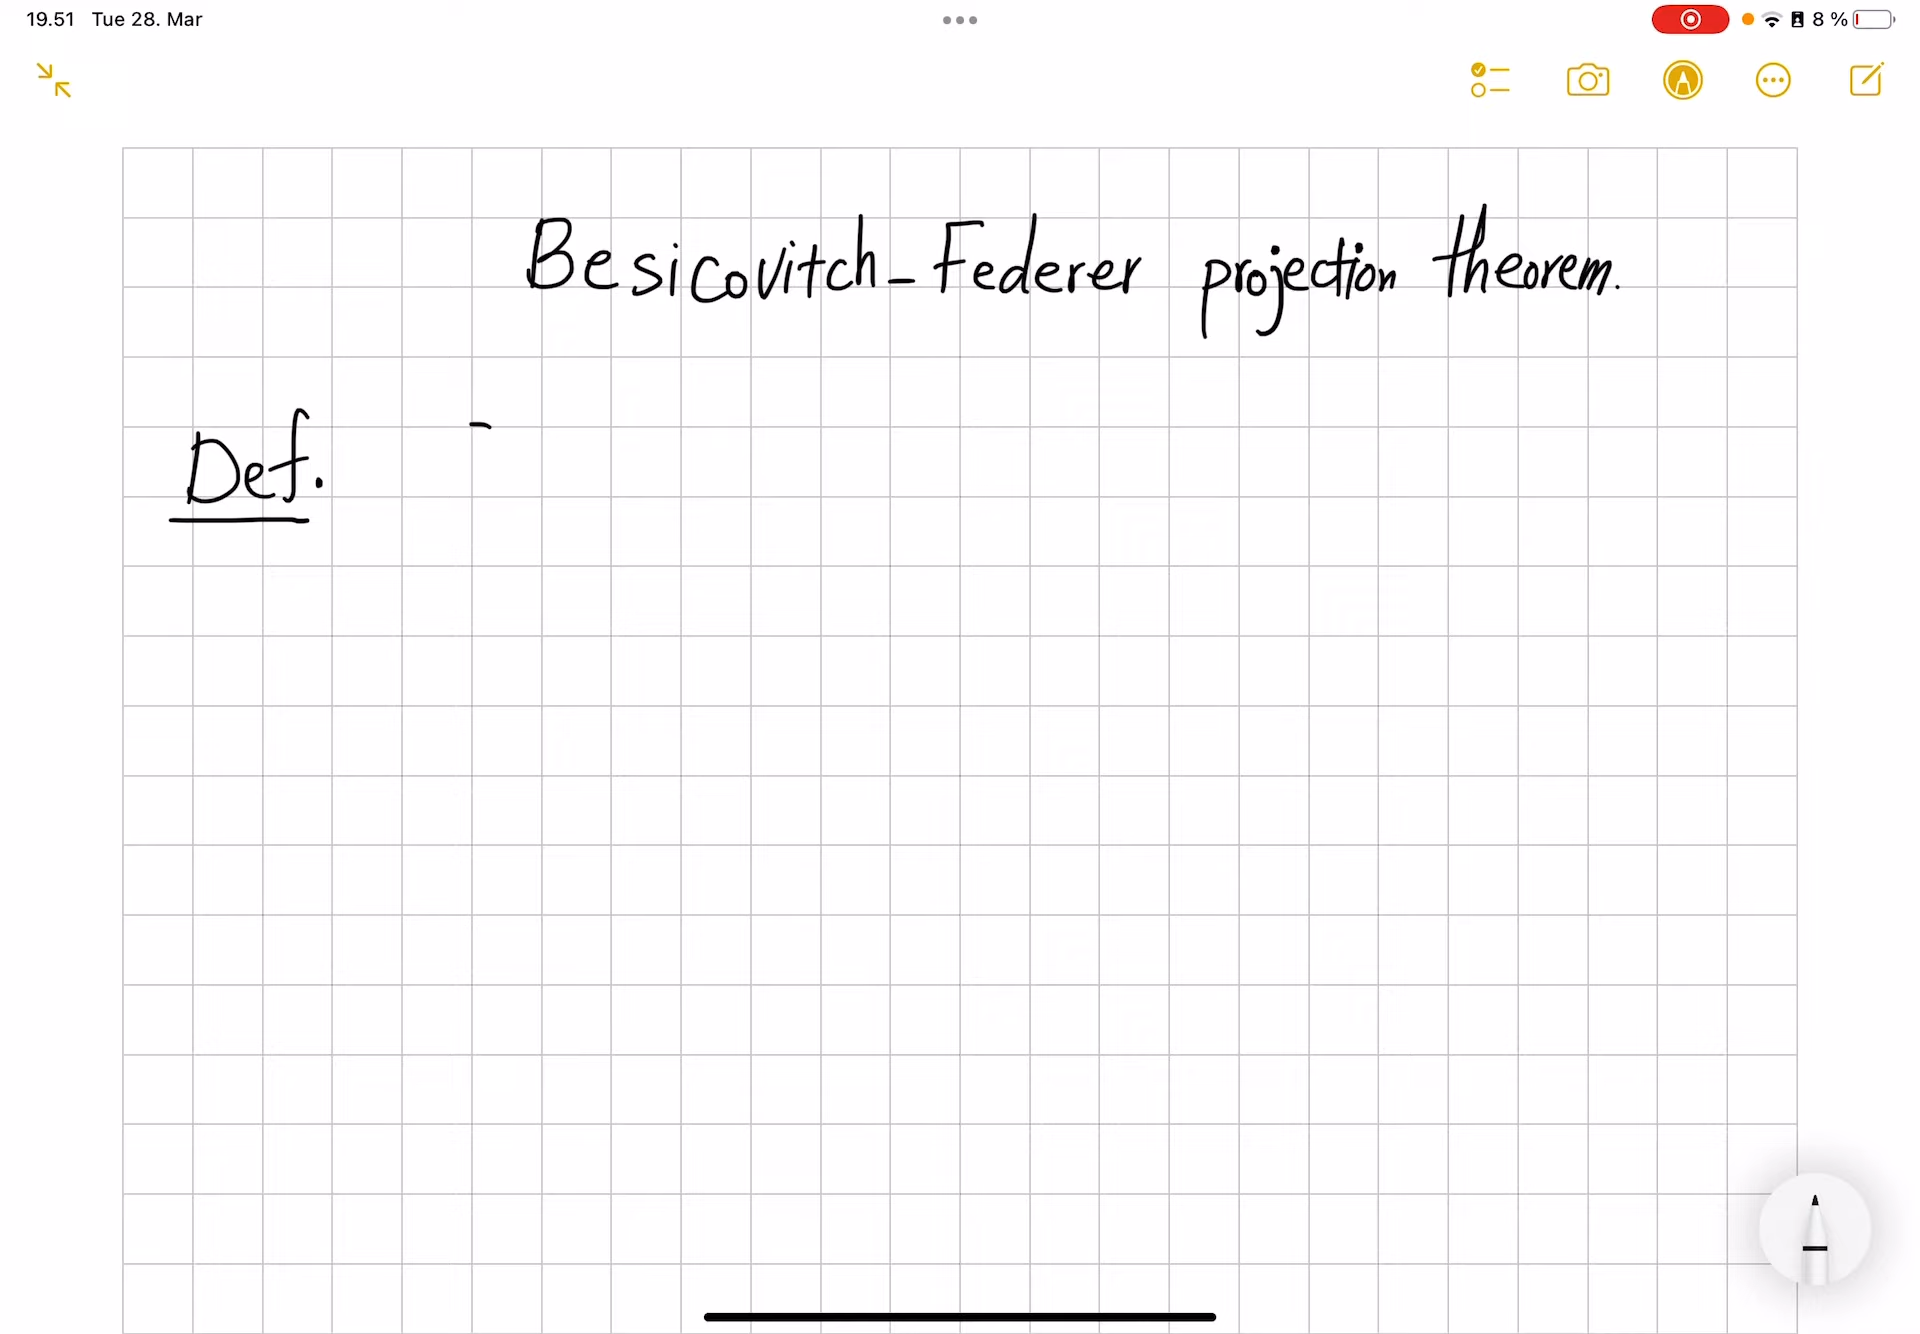 19.51 Tue 28. Mar
8 %
Besicovitch-Federer projection theorem.
Def. -